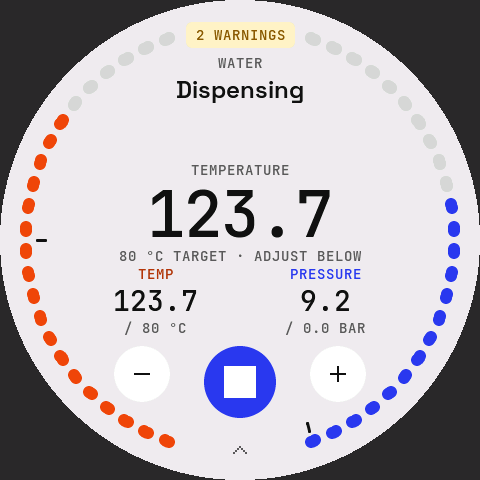 2 WARNINGS
WATER
Dispensing
TEMPERATURE
123.7
80 °C TARGET · ADJUST BELOW
TEMP PRESSURE
123.7 9.2
/ 80 °C / 0.0 BAR
− +